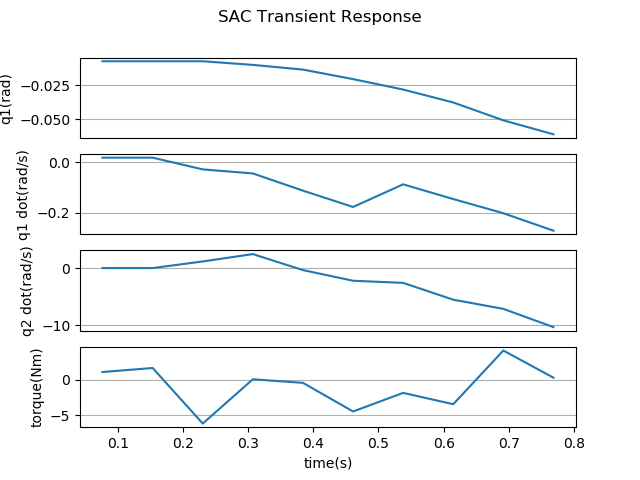 SAC Transient Response
q1(rad)
−0.025
−0.050
q1 dot(rad/s)
0.0
−0.2
q2 dot(rad/s)
0
−10
torque(Nm)
0
−5
0.1 0.2 0.3 0.4 0.5 0.6 0.7 0.8
time(s)